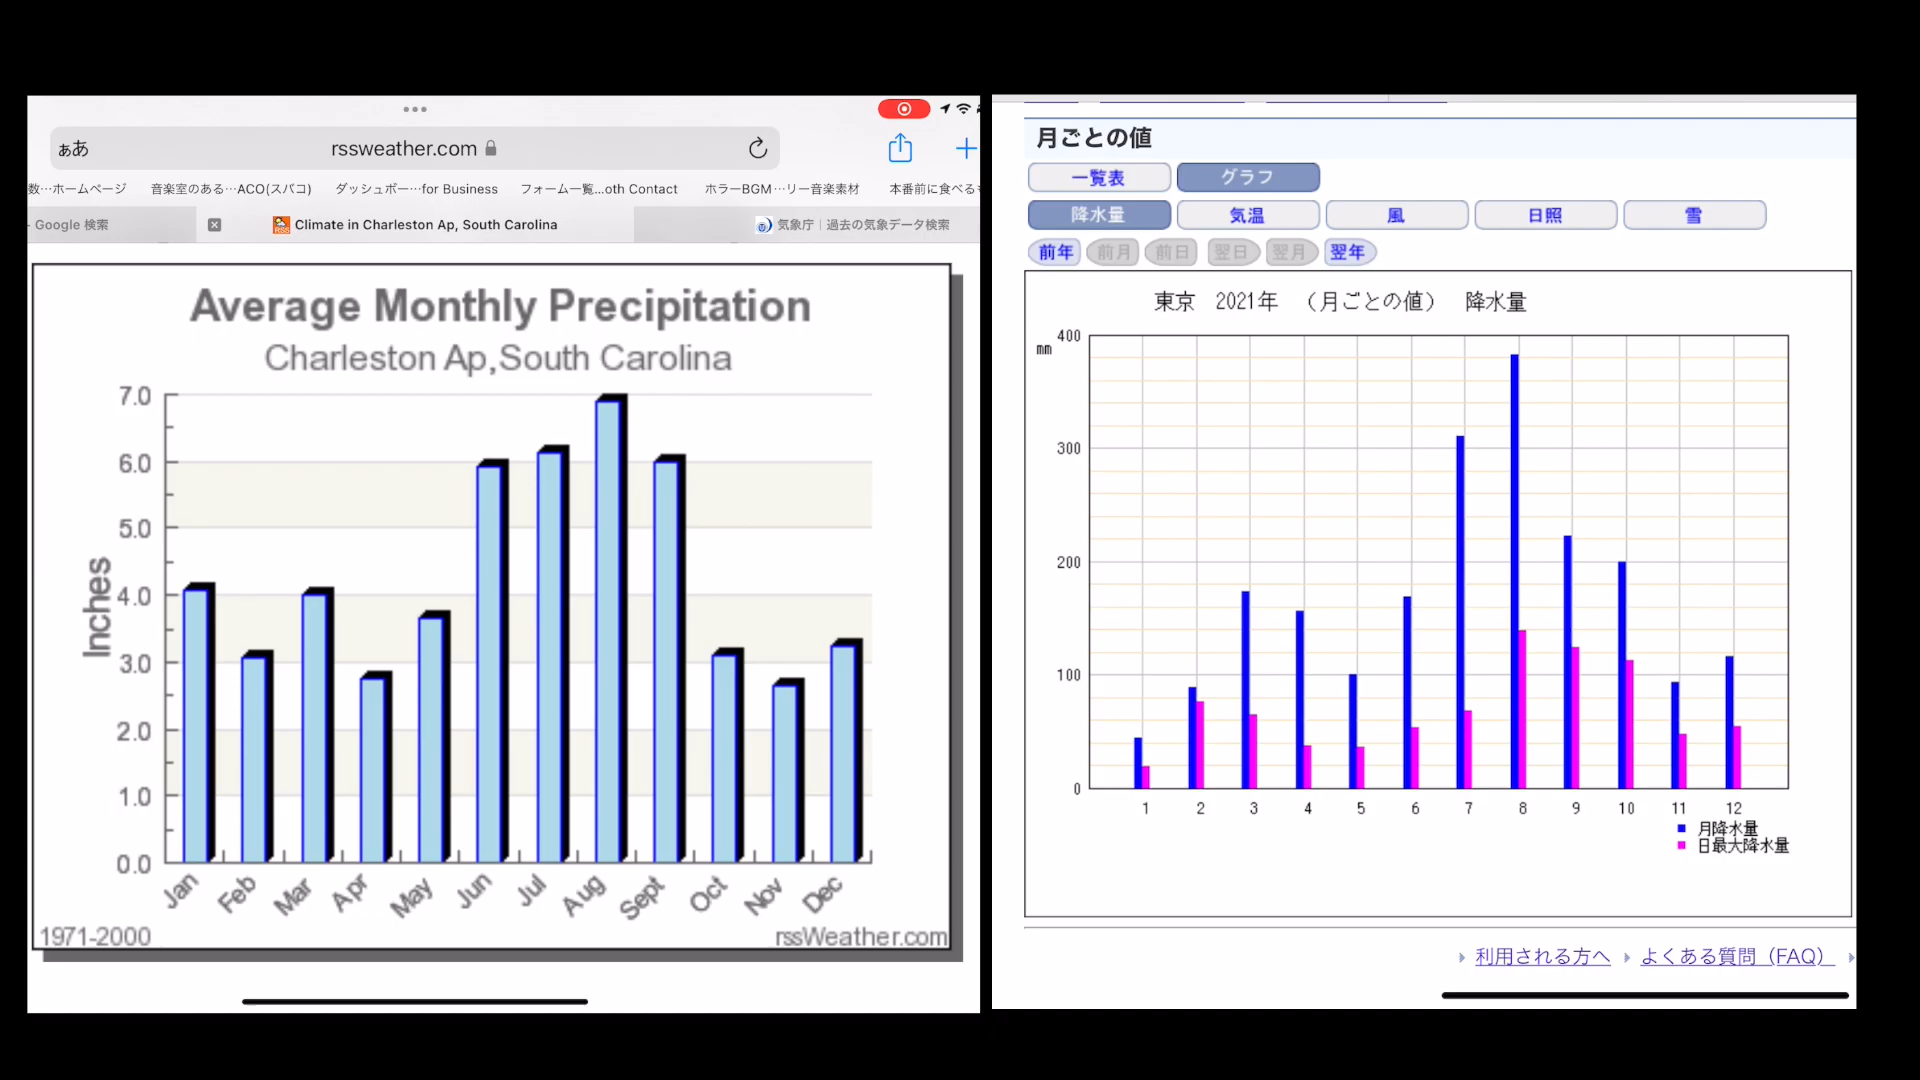 ぁあ
rssweather.com
数…ホームページ 音楽室のある…ACO(スバコ) ダッシュボー…for Business フォーム一覧...oth Contact ホラーBGM…リー音楽素材 本番前に食べる
- Google 検索
Climate in Charleston Ap, South Carolina
気象庁｜過去の気象データ検索
Average Monthly Precipitation
Charleston Ap,South Carolina
Inches
7.0
6.0
5.0
4.0
3.0
2.0
1.0
0.0
Jan Feb Mar Apr May Jun Jul Aug Sept Oct Nov Dec
1971-2000
rssWeather.com
月ごとの値
一覧表 グラフ
降水量 気温 風 日照 雪
前年 前月 前日 翌日 翌月 翌年
東京 2021年 （月ごとの値） 降水量
mm
400
300
200
100
0
1 2 3 4 5 6 7 8 9 10 11 12
月降水量
日最大降水量
利用される方へ よくある質問（FAQ）